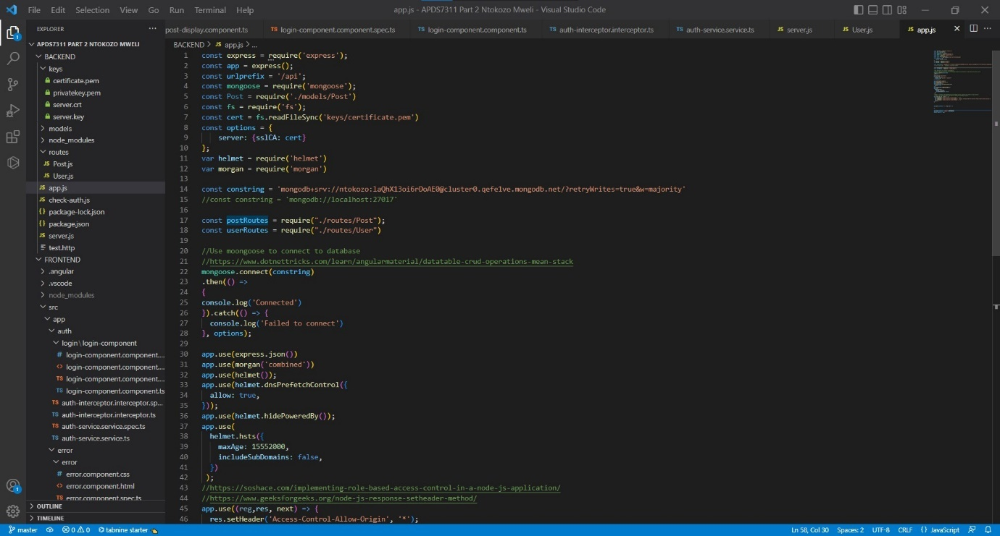 File Edit Selection View Go Run Terminal Help
app.js - APDS7311 Part 2 Ntokozo Mweli - Visual Studio Code
EXPLORER
post-display.component.ts
login-component.component.spec.ts
login-component.component.ts
auth-interceptor.interceptor.ts
auth-service.service.ts
server.js
User.js
app.js
APDS7311 PART 2 NTOKOZO MWELI
BACKEND
keys
certificate.pem
privatekey.pem
server.crt
server.key
models
node_modules
routes
Post.js
User.js
app.js
check-auth.js
package-lock.json
package.json
server.js
test.http
FRONTEND
.angular
.vscode
node_modules
src
app
auth
login\login-component
login-component.component....
login-component.component....
login-component.component....
login-component.component.ts
auth-interceptor.interceptor.sp...
auth-interceptor.interceptor.ts
auth-service.service.spec.ts
auth-service.service.ts
error
error
error.component.css
error.component.html
error.component.spec.ts
OUTLINE
TIMELINE
BACKEND > JS app.js > ...
1 const express = require('express');
2 const app = express();
3 const urlprefix = '/api';
4 const mongoose = require('mongoose');
5 const Post = require('./models/Post')
6 const fs = require('fs');
7 const cert = fs.readFileSync('keys/certificate.pem')
8 const options = {
9 server: {sslCA: cert}
10 };
11 var helmet = require('helmet')
12 var morgan = require('morgan')
13
14 const constring = 'mongodb+srv://ntokozo:laQhX13oi6rDoAE0@cluster0.qefe1ve.mongodb.net/?retryWrites=true&w=majority'
15 //const constring = 'mongodb://localhost:27017'
16
17 const postRoutes = require("./routes/Post");
18 const userRoutes = require("./routes/User")
19
20 //Use moongoose to connect to database
21 //https://www.dotnettricks.com/learn/angularmaterial/datatable-crud-operations-mean-stack
22 mongoose.connect(constring)
23 .then(() =>
24 {
25 console.log('Connected')
26 }).catch(() => {
27 console.log('Failed to connect')
28 }, options);
29
30 app.use(express.json())
31 app.use(morgan('combined'))
32 app.use(helmet());
33 app.use(helmet.dnsPrefetchControl({
34 allow: true,
35 }));
36 app.use(helmet.hidePoweredBy());
37 app.use(
38 helmet.hsts({
39 maxAge: 15552000,
40 includeSubDomains: false,
41 })
42 );
43 //https://soshace.com/implementing-role-based-access-control-in-a-node-js-application/
44 //https://www.geeksforgeeks.org/node-js-response-setheader-method/
45 app.use((reg,res, next) => {
46 res.setHeader('Access-Control-Allow-Origin', '*');
master 0 0 tabnine starter
Ln 58, Col 30 Spaces: 2 UTF-8 CRLF {} JavaScript